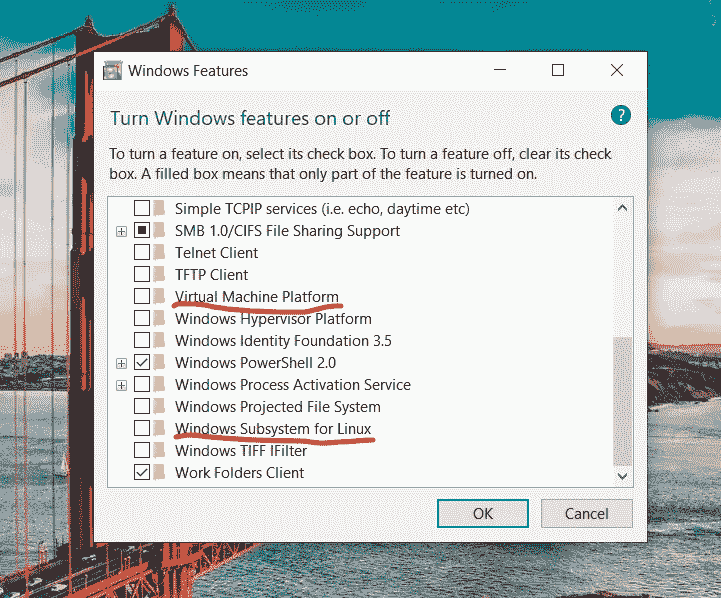 Windows Features
Turn Windows features on or off
?
To turn a feature on, select its check box. To turn a feature off, clear its check
box. A filled box means that only part of the feature is turned on.
Simple TCPIP services (i.e. echo, daytime etc)
SMB 1.0/CIFS File Sharing Support
Telnet Client
TFTP Client
Virtual Machine Platform
Windows Hypervisor Platform
Windows Identity Foundation 3.5
Windows PowerShell 2.0
Windows Process Activation Service
Windows Projected File System
Windows Subsystem for Linux
Windows TIFF IFilter
Work Folders Client
OK Cancel